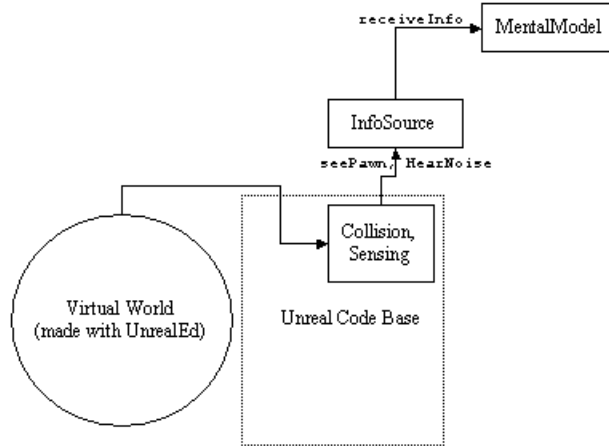 receiveInfo
MentalModel
InfoSource
seePawn, HearNoise
Collision,
Sensing
Virtual World
(made with UnrealEd)
Unreal Code Base